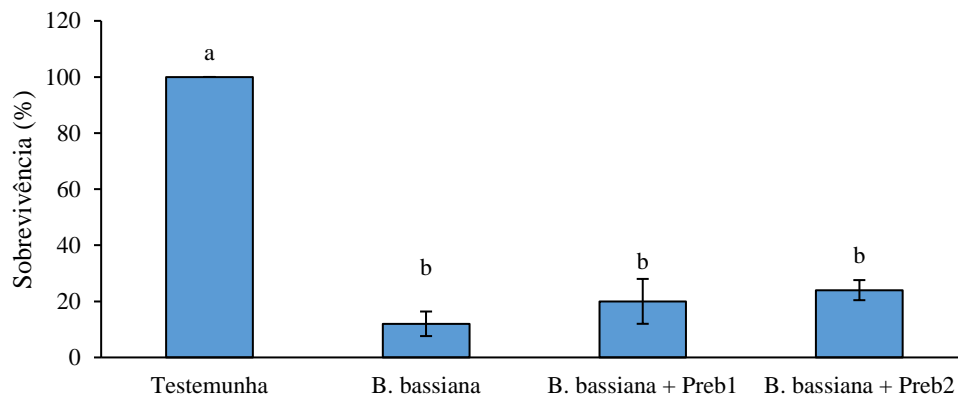 120
100
80
60
40
20
0
Sobrevivência (%)
a
b
b
b
Testemunha
B. bassiana
B. bassiana + Preb1
B. bassiana + Preb2